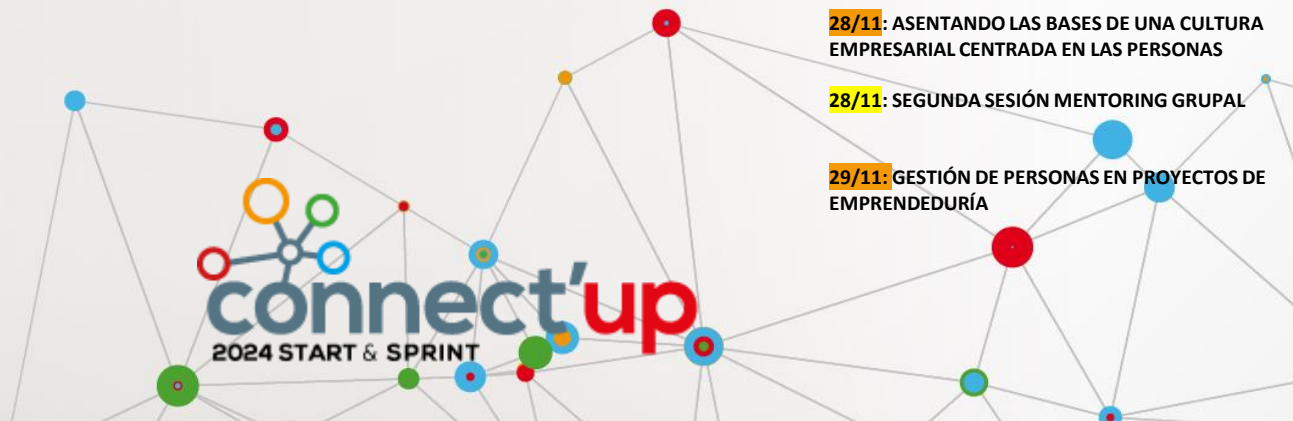 28/11: ASENTANDO LAS BASES DE UNA CULTURA
EMPRESARIAL CENTRADA EN LAS PERSONAS
28/11: SEGUNDA SESIÓN MENTORING GRUPAL
29/11: GESTIÓN DE PERSONAS EN PROYECTOS DE
EMPRENDEDURÍA
connect'up
2024 START & SPRINT